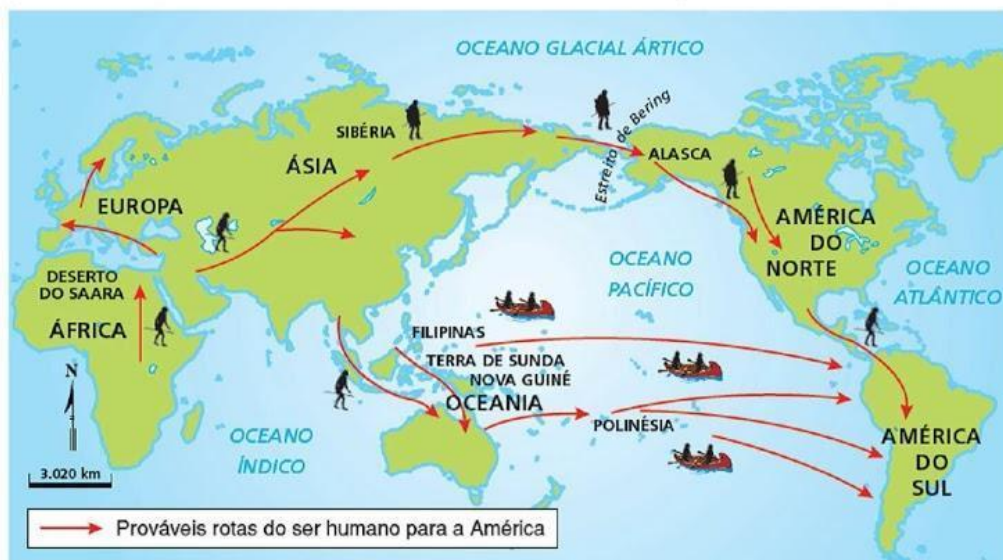 OCEANO GLACIAL ÁRTICO
SIBÉRIA
Estreito de Bering
ALASCA
ÁSIA
EUROPA
AMÉRICA
DO
NORTE
DESERTO
DO SAARA
OCEANO
PACÍFICO
OCEANO
ATLÂNTICO
ÁFRICA
FILIPINAS
TERRA DE SUNDA
NOVA GUINÉ
OCEANIA
N
POLINÉSIA
OCEANO
ÍNDICO
AMÉRICA
DO
SUL
3.020 km
Prováveis rotas do ser humano para a América